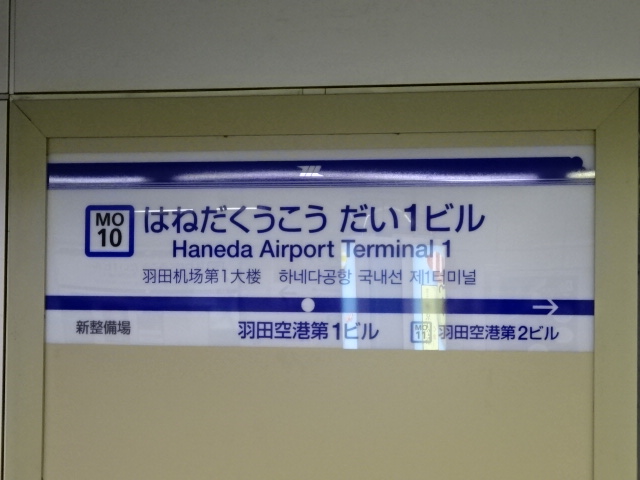 MO
10
はねだくうこう だい1ビル
Haneda Airport Terminal 1
羽田机场第1大楼 하네다공항 국내선 제1터미널
新整備場 羽田空港第1ビル MO 11 羽田空港第2ビル